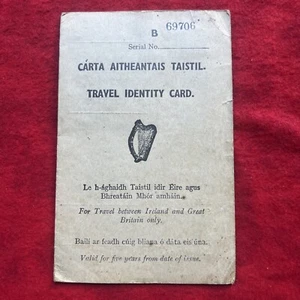 B
69706
Serial No.
CÁRTA AITHEANTAIS TAISTIL.
TRAVEL IDENTITY CARD.
Le h-ághaidh Taistil idir Éire agus
Bhreatáin Mhór amháin.
For Travel between Ireland and Great
Britain only.
Bailí ar feadh cúig bliana ó dáta eisiúna.
Valid for five years from date of issue.